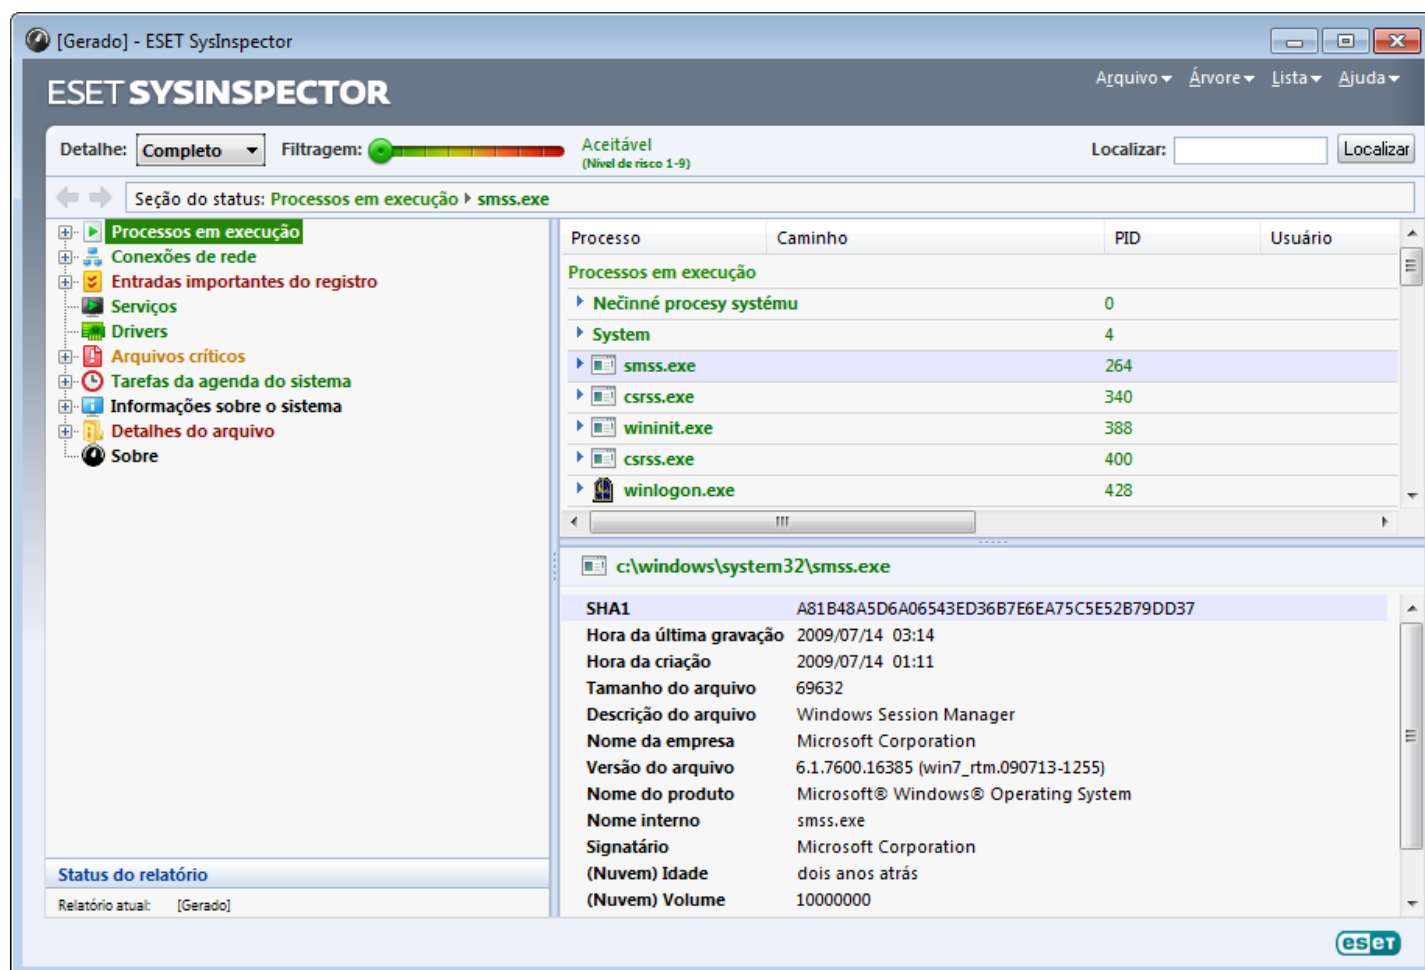 [Gerado] - ESET SysInspector
ESET SYSINSPECTOR
Arquivo Árvore Lista Ajuda
Detalhe: Completo Filtragem: Aceitável (Nível de risco 1-9) Localizar: Localizar
Seção do status: Processos em execução smss.exe
Processos em execução
Conexões de rede
Entradas importantes do registro
Serviços
Drivers
Arquivos críticos
Tarefas da agenda do sistema
Informações sobre o sistema
Detalhes do arquivo
Sobre
Processo Caminho PID Usuário
Processos em execução
Nečinné procesy systému 0
System 4
smss.exe 264
csrss.exe 340
wininit.exe 388
csrss.exe 400
winlogon.exe 428
c:\windows\system32\smss.exe
SHA1 A81B48A5D6A06543ED36B7E6EA75C5E52B79DD37
Hora da última gravação 2009/07/14 03:14
Hora da criação 2009/07/14 01:11
Tamanho do arquivo 69632
Descrição do arquivo Windows Session Manager
Nome da empresa Microsoft Corporation
Versão do arquivo 6.1.7600.16385 (win7_rtm.090713-1255)
Nome do produto Microsoft® Windows® Operating System
Nome interno smss.exe
Signatário Microsoft Corporation
(Nuvem) Idade dois anos atrás
(Nuvem) Volume 10000000
Status do relatório
Relatório atual: [Gerado]
eseT